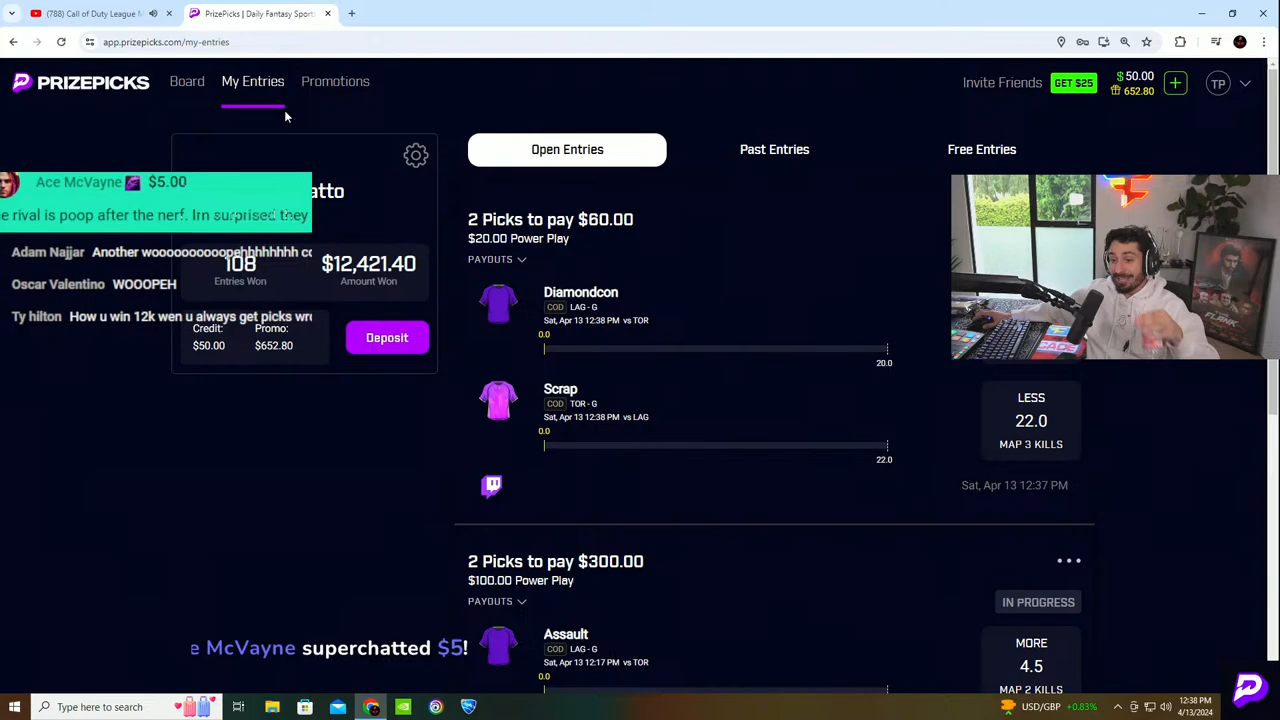 (788) Call of Duty League M
PrizePicks | Daily Fantasy Sports
app.prizepicks.com/my-entries
PRIZEPICKS
Board
My Entries
Promotions
Invite Friends
GET $25
$50.00
652.80
TP
Open Entries
Past Entries
Free Entries
atto
108
Entries Won
$12,421.40
Amount Won
Credit:
$50.00
Promo:
$652.80
Deposit
Ace McVayne $5.00
e rival is poop after the nerf. Irn surprised they
Adam Najjar Another woooooooooopehhhhhhhh co
Oscar Valentino WOOOPEH
Ty hilton How u win 12k wen u always get picks wro
2 Picks to pay $60.00
$20.00 Power Play
PAYOUTS
Diamondcon
COD LAG - G
Sat, Apr 13 12:38 PM vs TOR
0.0
20.0
Scrap
COD TOR - G
Sat, Apr 13 12:38 PM vs LAG
0.0
22.0
LESS
22.0
MAP 3 KILLS
Sat, Apr 13 12:37 PM
2 Picks to pay $300.00
$100.00 Power Play
PAYOUTS
IN PROGRESS
Assault
COD LAG - G
Sat, Apr 13 12:17 PM vs TOR
0.0
MORE
4.5
MAP 2 KILLS
e McVayne superchatted $5!
Type here to search
USD/GBP +0.83%
12:38 PM
4/13/2024